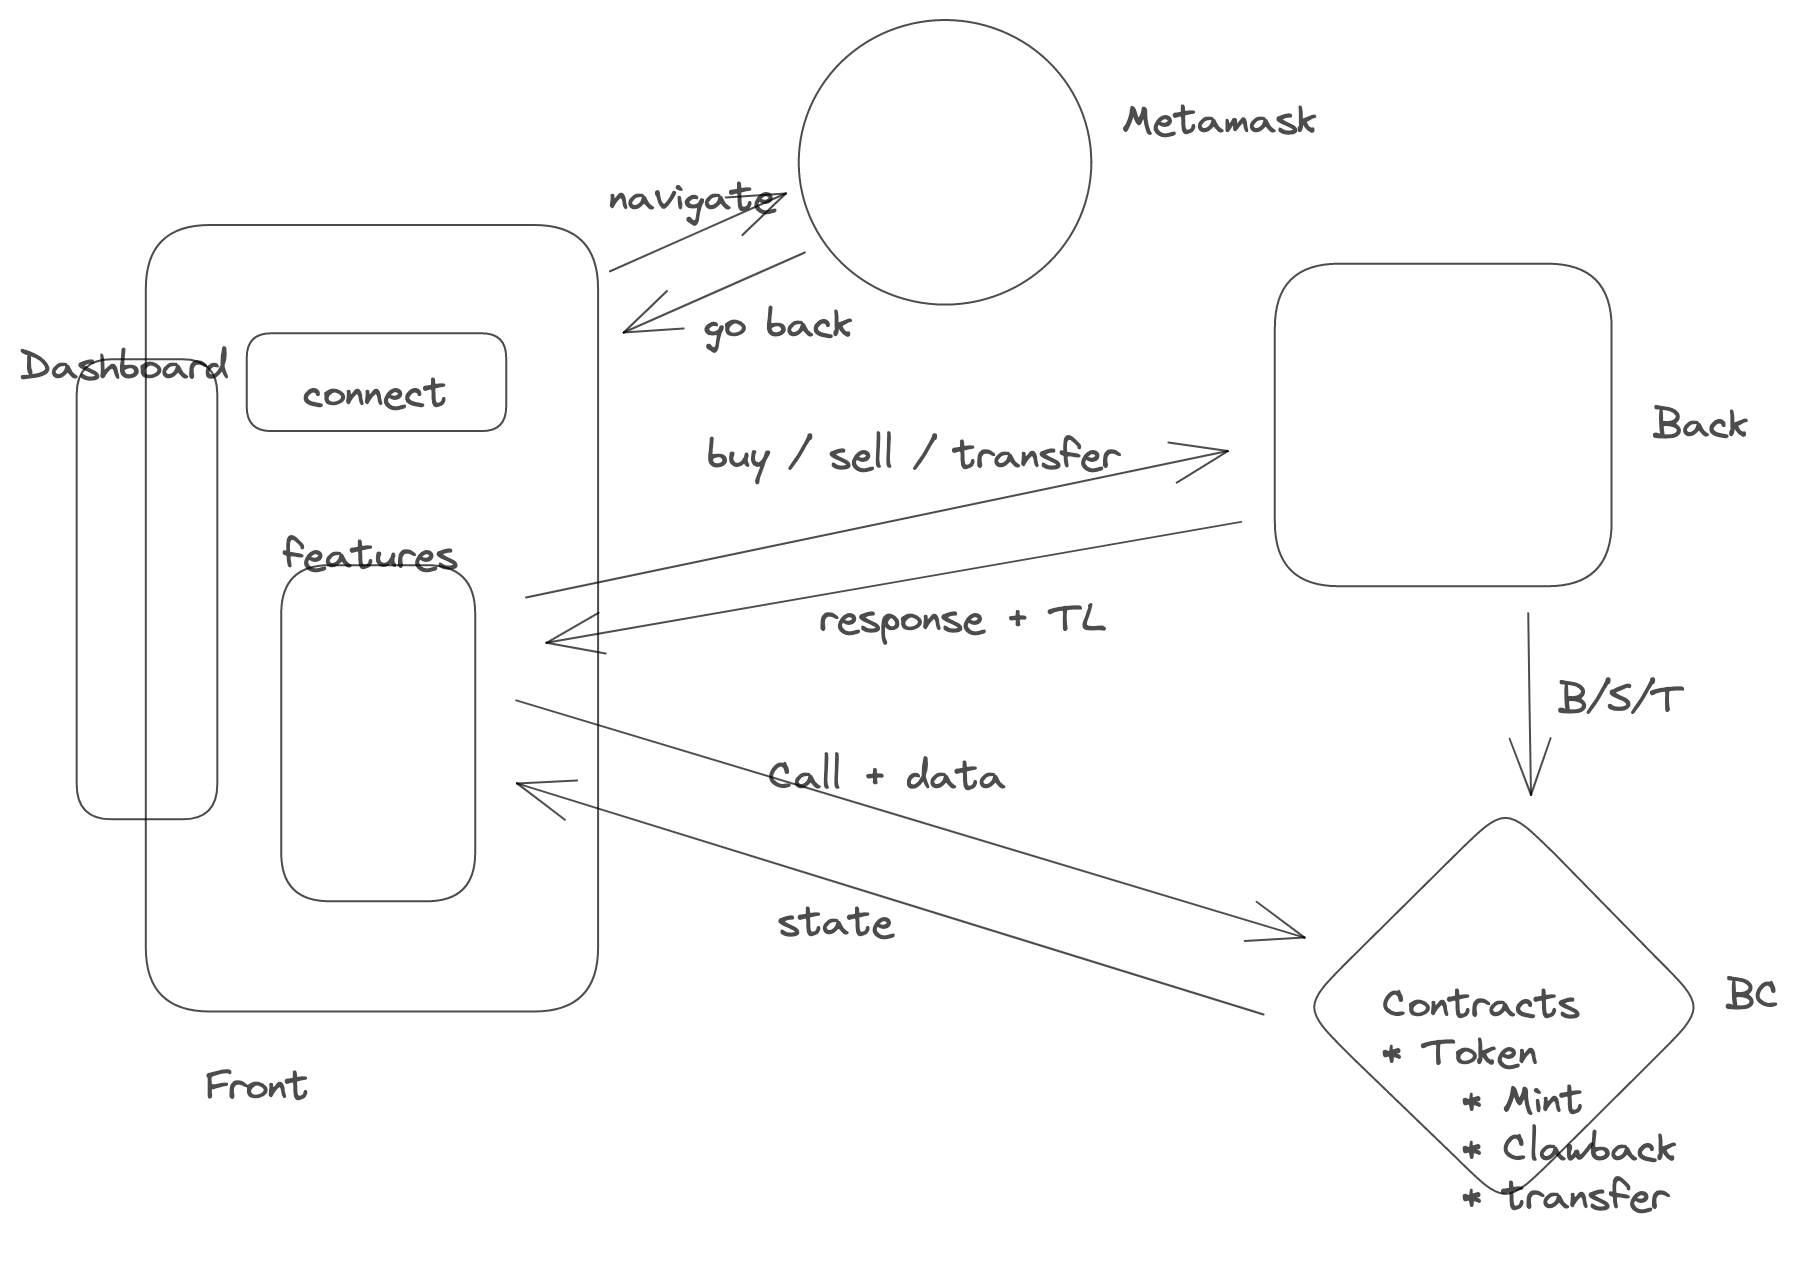 Metamask
navigate
go back
Dashboard
connect
buy / sell / transfer
Back
features
response + TL
B/S/T
Call + data
state
BC
Contracts
* Token
* Mint
* Clawback
* transfer
Front